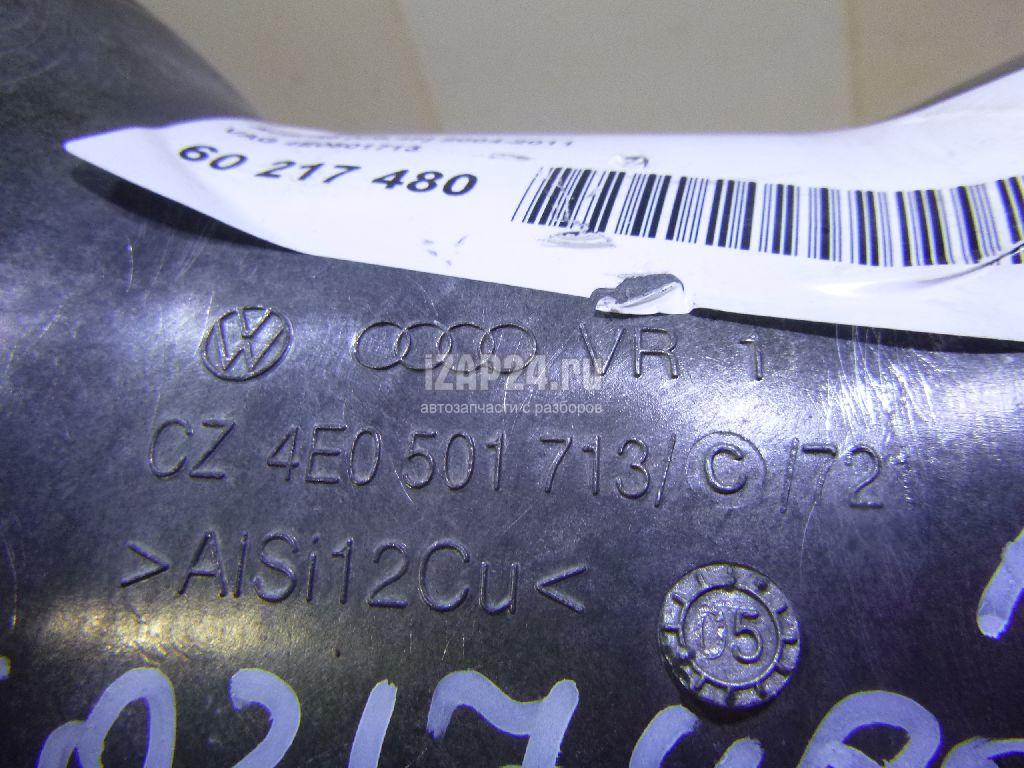 60 217 480
VR 1
iZAP24.ru
автозапчасти с разборов
CZ 4E0 501 713/ © /72
>AlSi12Cu<
05